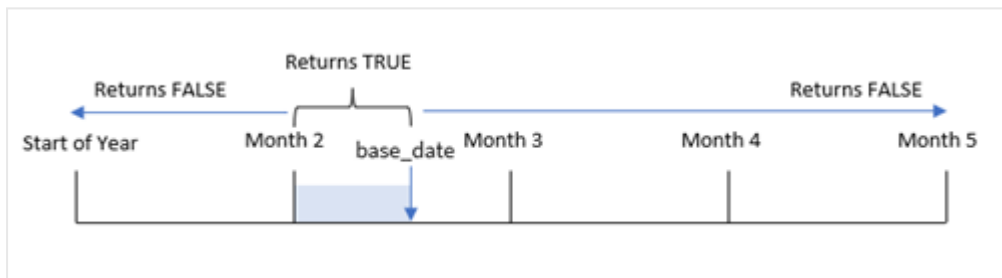 Returns TRUE
Returns FALSE
Returns FALSE
Start of Year
Month 2
base_date
Month 3
Month 4
Month 5